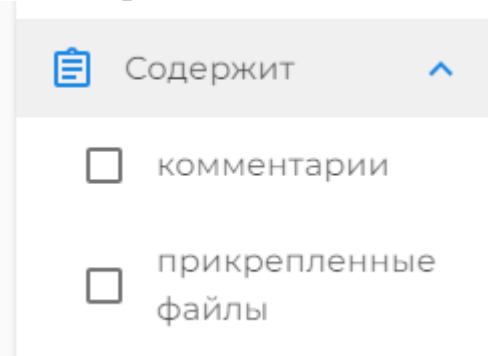 Содержит
комментарии
прикрепленные
файлы